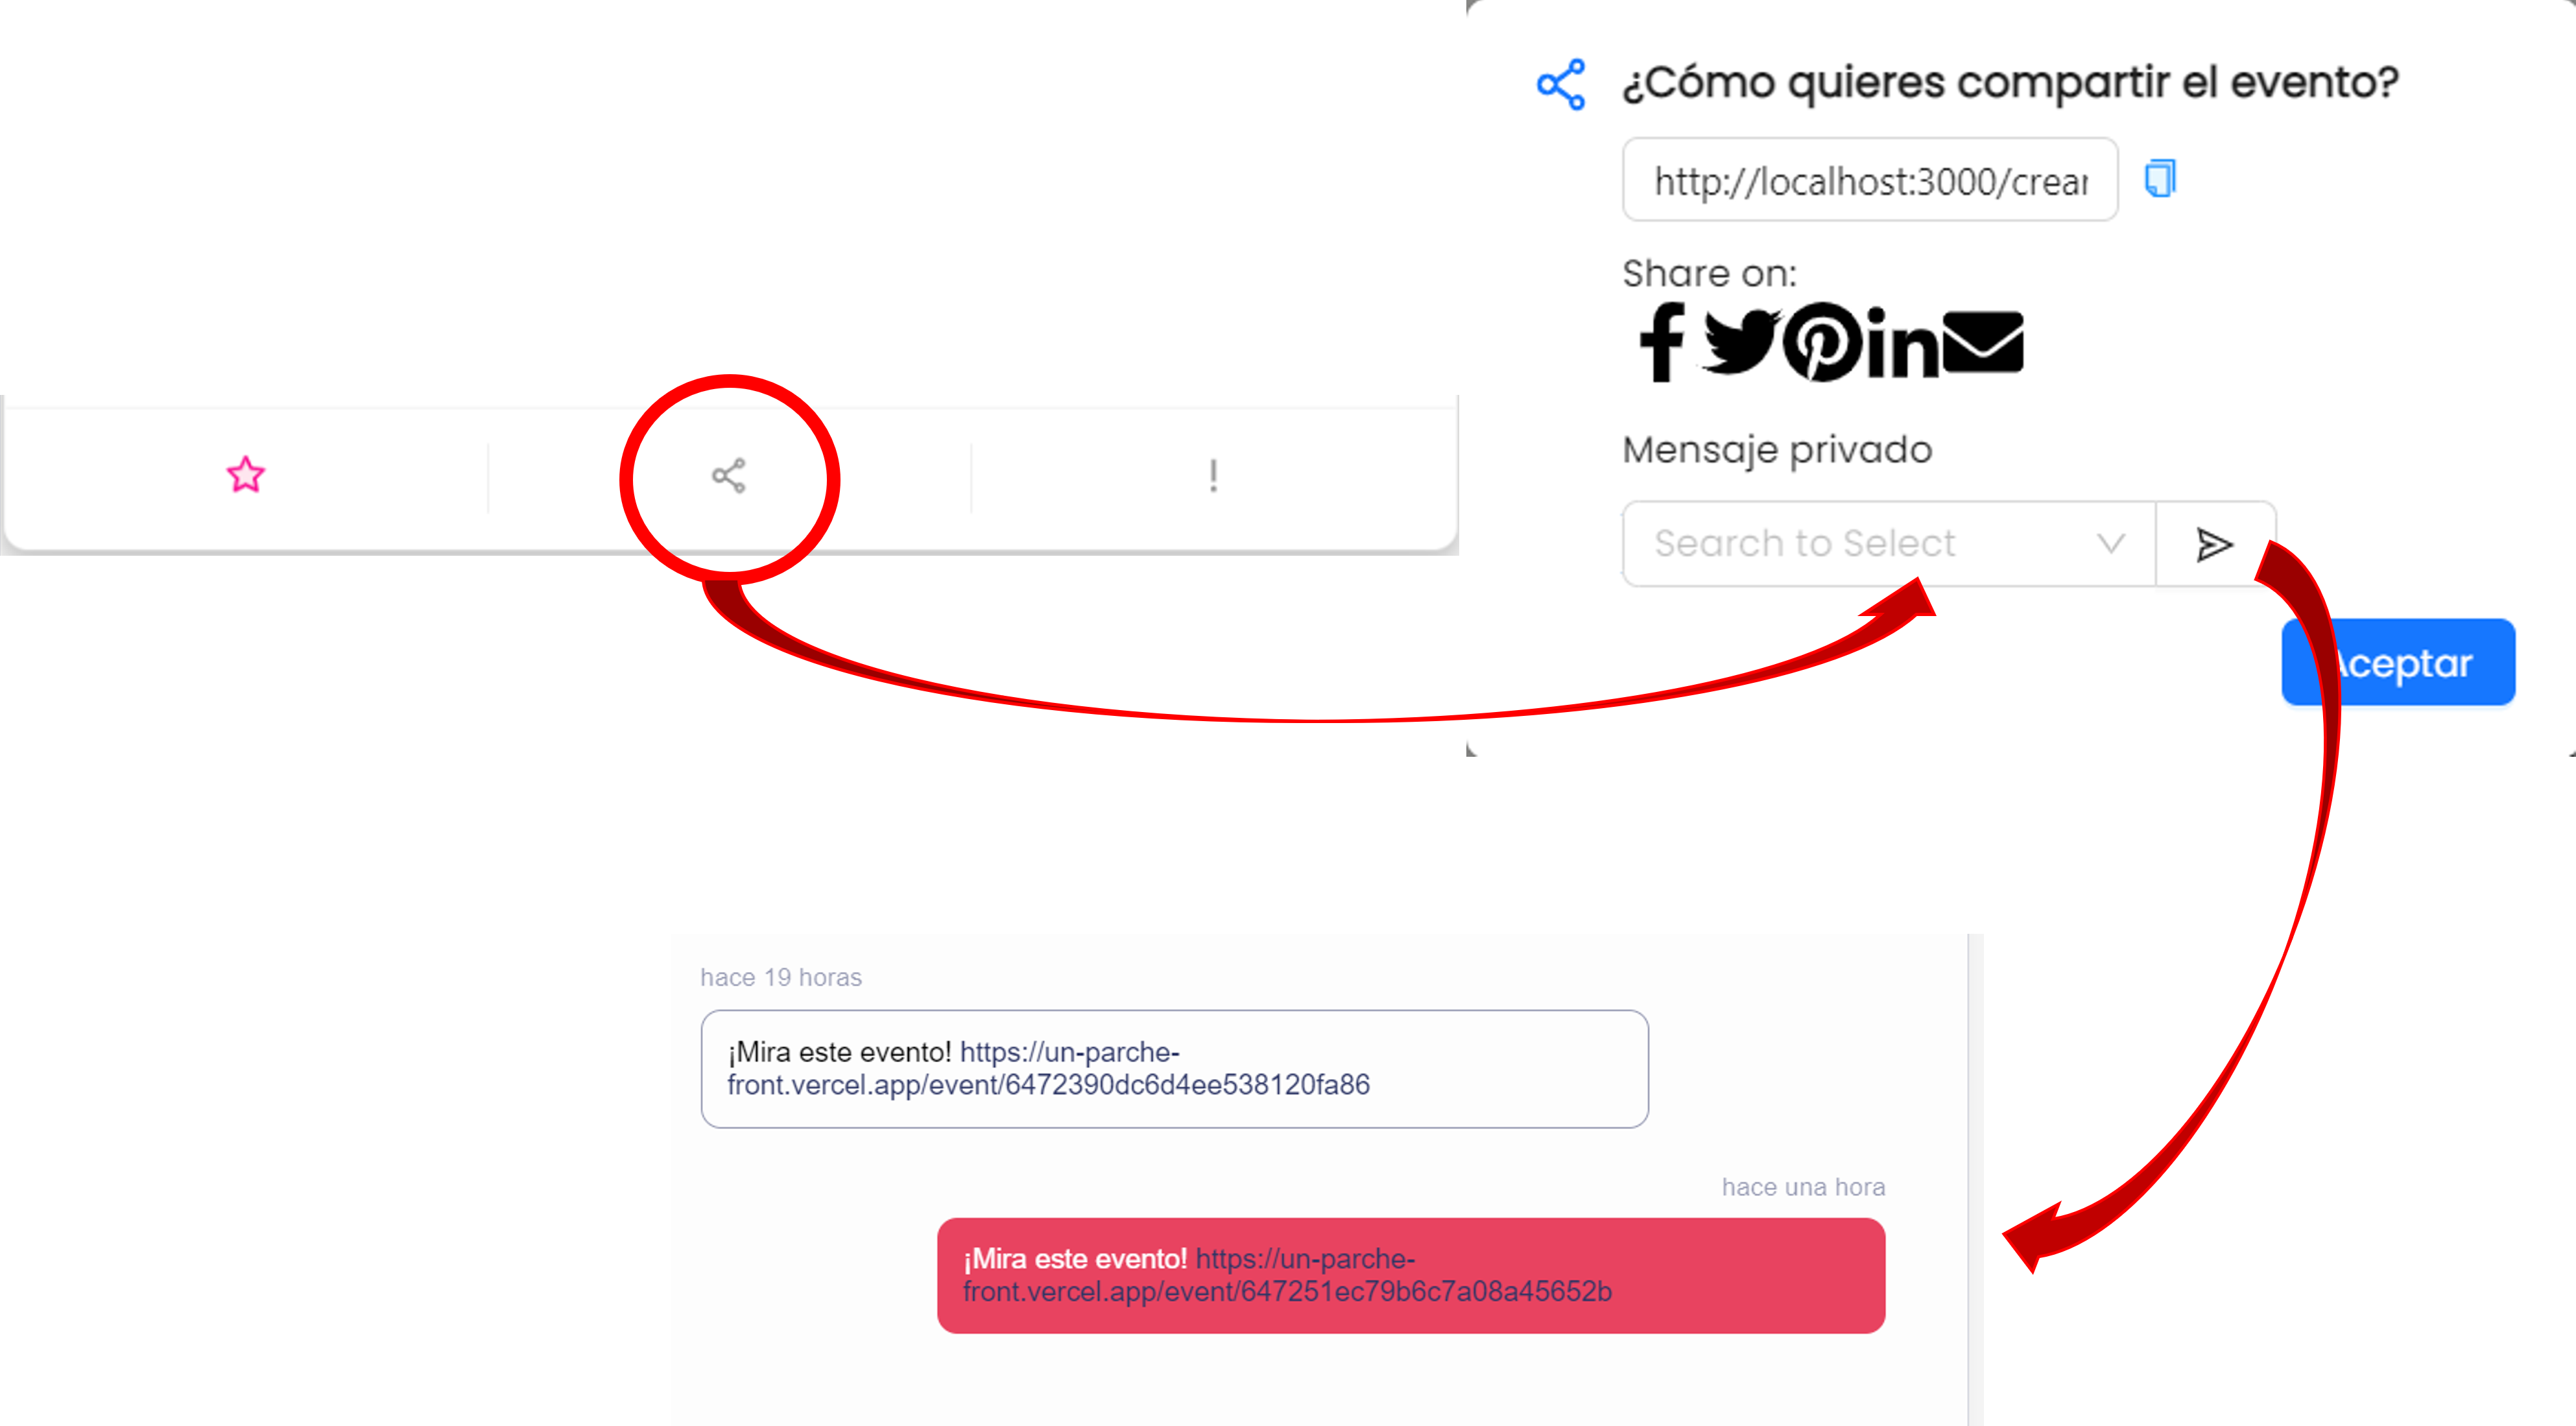 ¿Cómo quieres compartir el evento?
http://localhost:3000/crear
Share on:
Mensaje privado
Search to Select
Aceptar
hace 19 horas
¡Mira este evento! https://un-parche-
front.vercel.app/event/6472390dc6d4ee538120fa86
hace una hora
¡Mira este evento! https://un-parche-
front.vercel.app/event/647251ec79b6c7a08a45652b